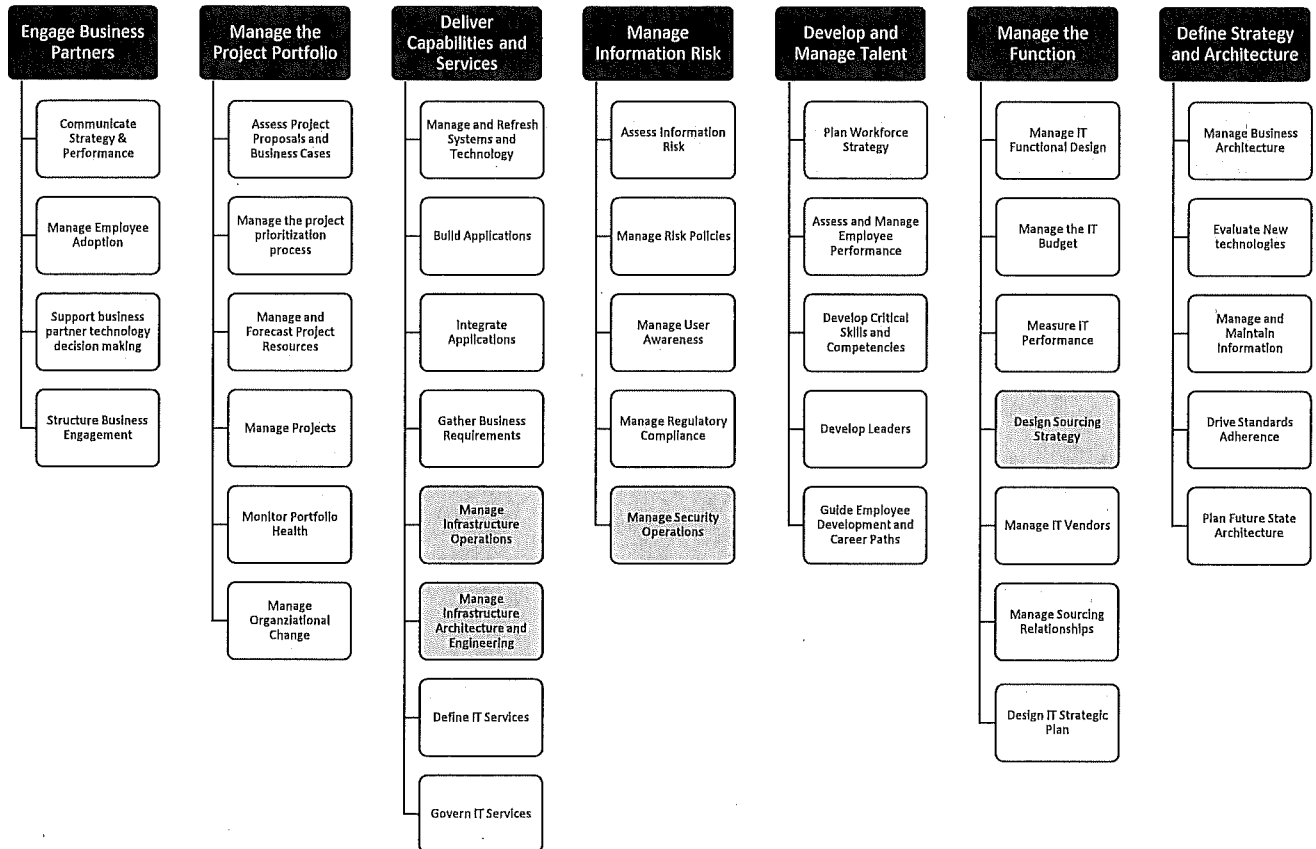 Engage Business
Partners
Communicate
Strategy &
Performance
Manage Employee
Adoption
Support business
partner technology
decision making
Structure Business
Engagement
Manage the
Project Portfolio
Assess Project
Proposals and
Business Cases
Manage the project
prioritization
process
Manage and
Forecast Project
Resources
Manage Projects
Monitor Portfolio
Health
Manage
Organziational
Change
Deliver
Capabilities and
Services
Manage and Refresh
Systems and
Technology
Build Applications
Integrate
Applications
Gather Business
Requirements
Manage
Infrastructure
Operations
Manage
Infrastructure
Architecture and
Engineering
Define IT Services
Govern IT Services
Manage
Information Risk
Assess Information
Risk
Manage Risk Policies
Manage User
Awareness
Manage Regulatory
Compliance
Manage Security
Operations
Develop and
Manage Talent
Plan Workforce
Strategy
Assess and Manage
Employee
Performance
Develop Critical
Skills and
Competencies
Develop Leaders
Guide Employee
Development and
Career Paths
Manage the
Function
Manage IT
Functional Design
Manage the IT
Budget
Measure IT
Performance
Design Sourcing
Strategy
Manage IT Vendors
Manage Sourcing
Relationships
Design IT Strategic
Plan
Define Strategy
and Architecture
Manage Business
Architecture
Evaluate New
technologies
Manage and
Maintain
Information
Drive Standards
Adherence
Plan Future State
Architecture